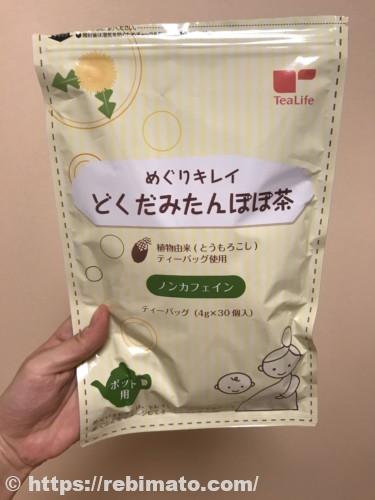 TeaLife
めぐりキレイ
どくだみたんぽぽ茶
植物由来(とうもろこし)
ティーバッグ使用
ノンカフェイン
ティーバッグ (4g×30個入)
ポット
用
© https://rebimato.com/